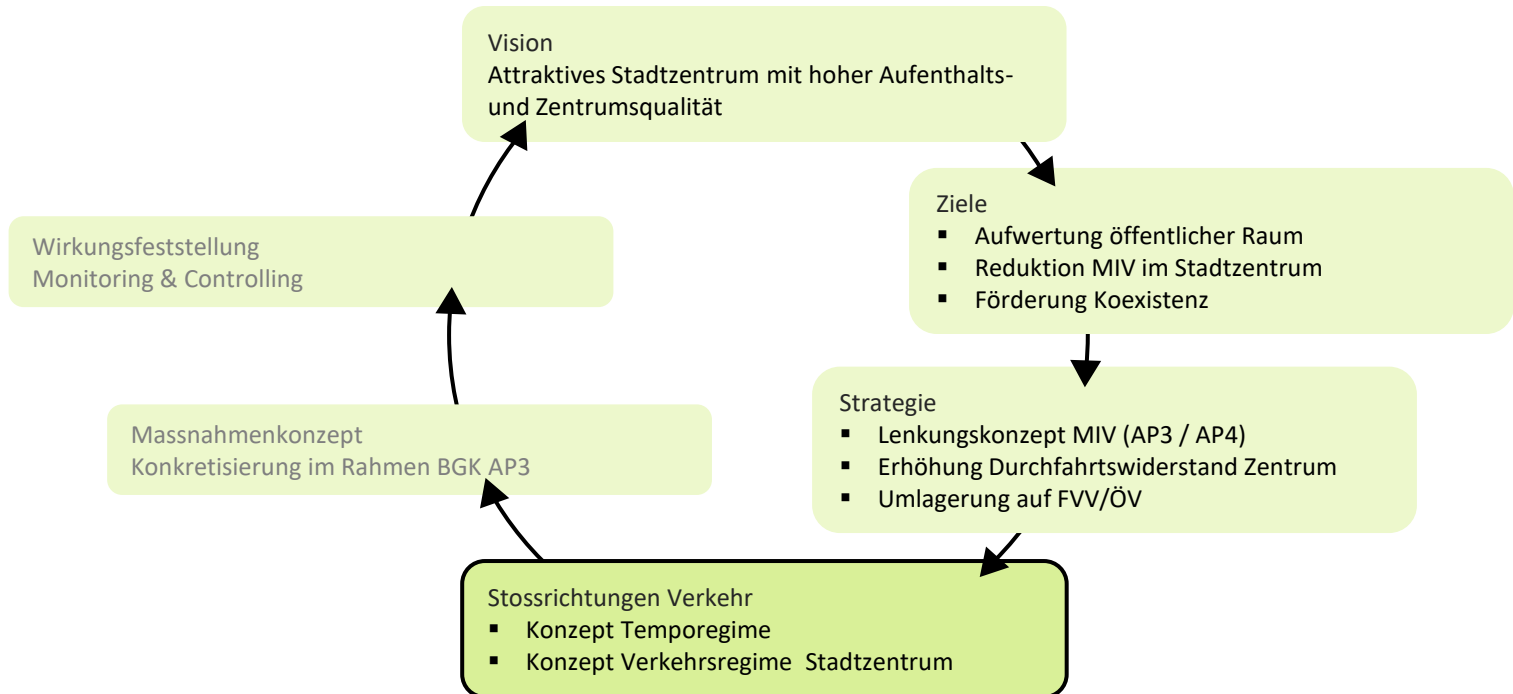 Vision
Attraktives Stadtzentrum mit hoher Aufenthalts-
und Zentrumsqualität
Ziele
▪ Aufwertung öffentlicher Raum
▪ Reduktion MIV im Stadtzentrum
▪ Förderung Koexistenz
Strategie
▪ Lenkungskonzept MIV (AP3 / AP4)
▪ Erhöhung Durchfahrtswiderstand Zentrum
▪ Umlagerung auf FVV/ÖV
Stossrichtungen Verkehr
▪ Konzept Temporegime
▪ Konzept Verkehrsregime Stadtzentrum
Massnahmenkonzept
Konkretisierung im Rahmen BGK AP3
Wirkungsfeststellung
Monitoring & Controlling